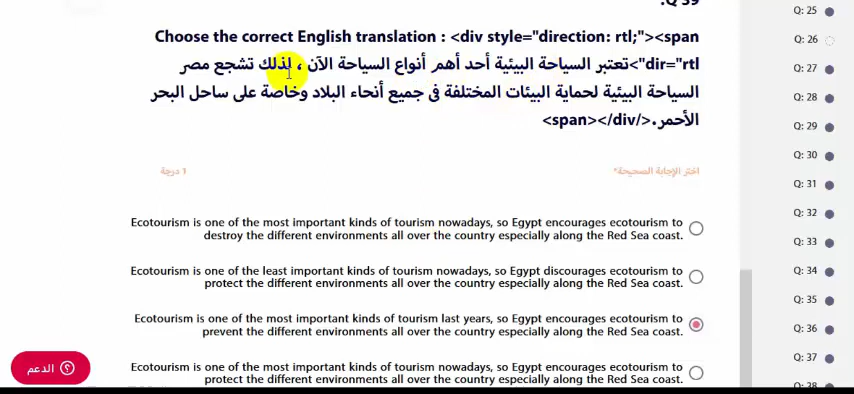 Q 39.
Choose the correct English translation : <div style="direction: rtl;"><span
dir="rtl">تعتبر السياحة البيئية أحد أهم أنواع السياحة الآن ، لذلك تشجع مصر
السياحة البيئية لحماية البيئات المختلفة فى جميع أنحاء البلاد وخاصة على ساحل البحر
الأحمر.</span></div>
اختر الإجابة الصحيحة*
1 درجة
Ecotourism is one of the most important kinds of tourism nowadays, so Egypt encourages ecotourism to
destroy the different environments all over the country especially along the Red Sea coast.
Ecotourism is one of the least important kinds of tourism nowadays, so Egypt discourages ecotourism to
protect the different environments all over the country especially along the Red Sea coast.
Ecotourism is one of the most important kinds of tourism last years, so Egypt encourages ecotourism to
prevent the different environments all over the country especially along the Red Sea coast.
Ecotourism is one of the most important kinds of tourism nowadays, so Egypt encourages ecotourism to
protect the different environments all over the country especially along the Red Sea coast.
الدعم
Q: 25
Q: 26
Q: 27
Q: 28
Q: 29
Q: 30
Q: 31
Q: 32
Q: 33
Q: 34
Q: 35
Q: 36
Q: 37
Q: 38